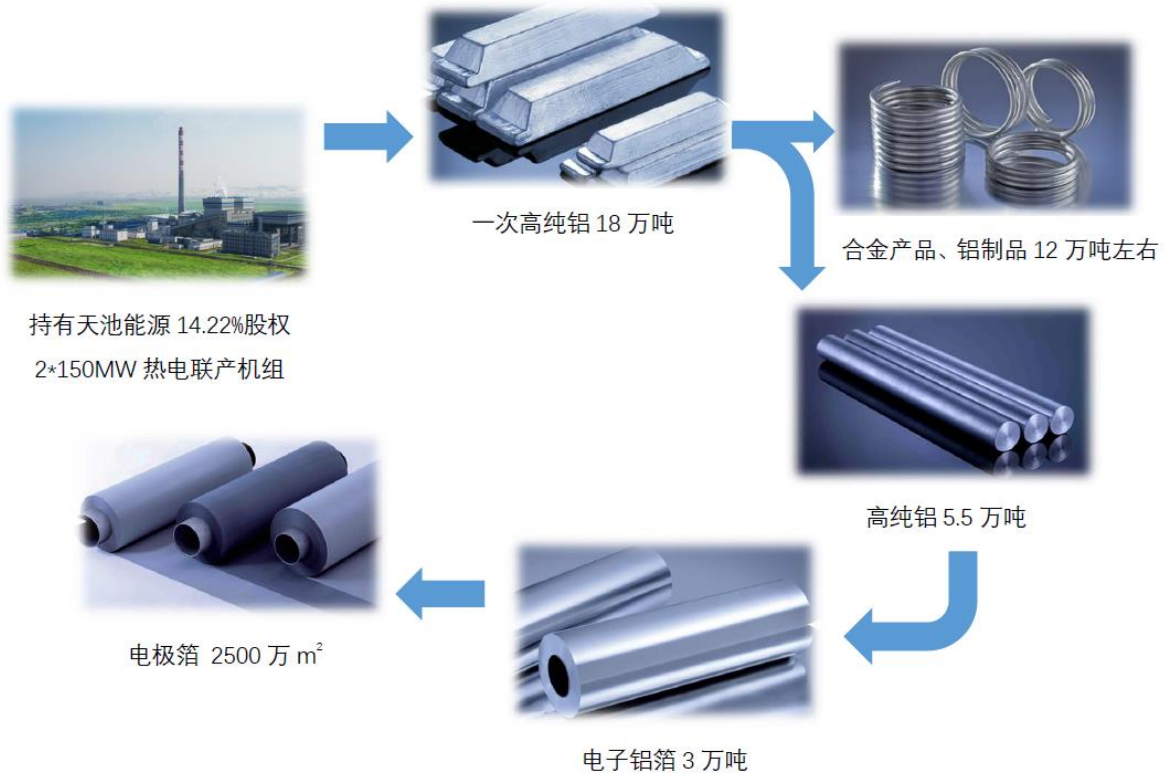 一次高纯铝 18 万吨
合金产品、铝制品 12 万吨左右
持有天池能源 14.22%股权
2*150MW 热电联产机组
高纯铝 5.5 万吨
电极箔 2500 万 m²
电子铝箔 3 万吨